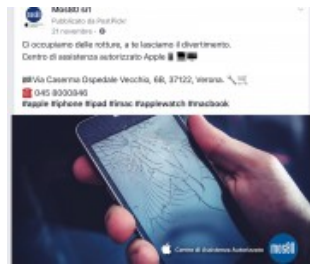 Mos80 srl
Pubblicato da PostPickr
21 novembre ·
Ci occupiamo delle rotture, a te lasciamo il divertimento.
Centro di assistenza autorizzato Apple
Via Caserma Ospedale Vecchio, 6B, 37122, Verona.
045 8000846
#apple #iphone #ipad #imac #applewatch #macbook
Centro di Assistenza Autorizzato mos80